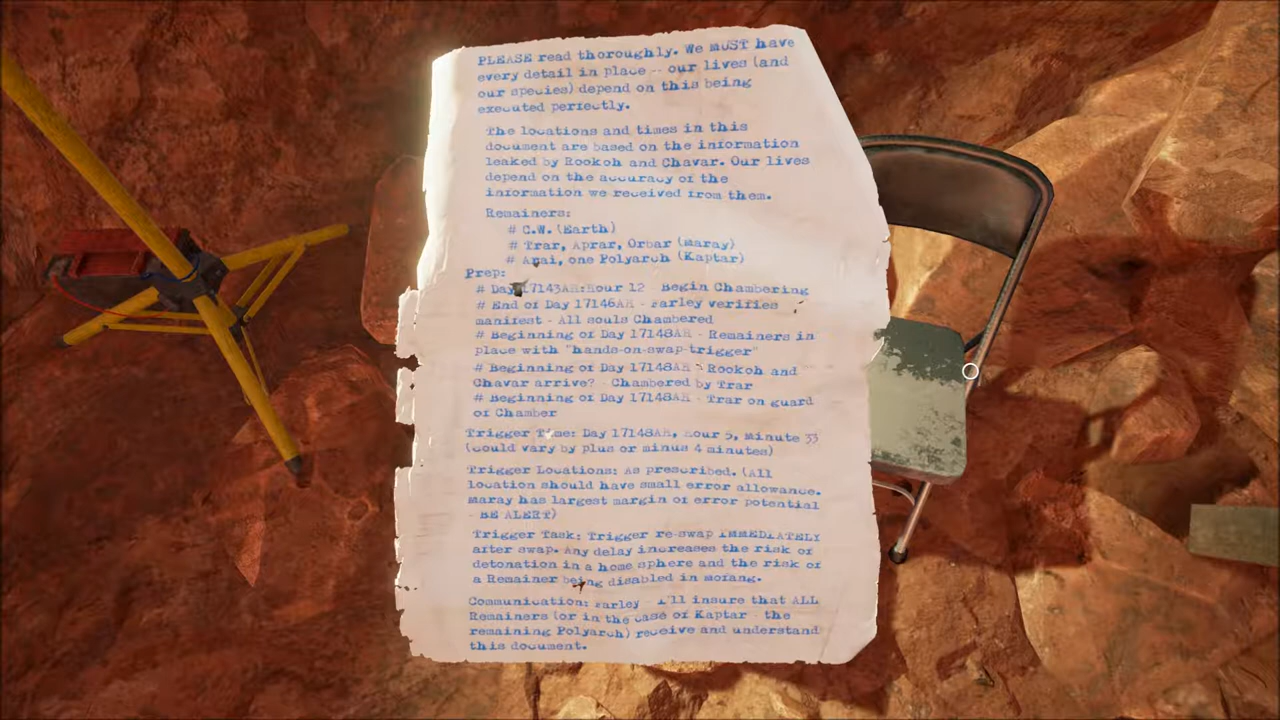 PLEASE read thoroughly. We MUST have
every detail in place -- our lives (and
our species) depend on this being
executed perfectly.
The locations and times in this
document are based on the information
leaked by Rookoh and Chavar. Our lives
depend on the accuracy of the
information we received from them.
Remainers:
# C.W. (Earth)
# Trar, Aprar, Orbar (Maray)
# Anai, one Polyarch (Kaptar)
Prep:
# Day 17143AH:Hour 12 - Begin Chambering
# End of Day 17146AH - Farley verifies
manifest - All souls Chambered
# Beginning of Day 17148AH - Remainers in
place with "hands-on-swap-trigger"
# Beginning of Day 17148AH - Rookoh and
Chavar arrive? - Chambered by Trar
# Beginning of Day 17148AH - Trar on guard
of Chamber
Trigger Time: Day 17148AH, Hour 5, Minute 33
(could vary by plus or minus 4 minutes)
Trigger Locations: As prescribed. (All
location should have small error allowance.
Maray has largest margin of error potential
- BE ALERT)
Trigger Task: Trigger re-swap IMMEDIATELY
after swap. Any delay increases the risk of
detonation in a home sphere and the risk of
a Remainer being disabled in Mofang.
Communication: Farley - I'll insure that ALL
Remainers (or in the case of Kaptar - the
remaining Polyarch) receive and understand
this document.